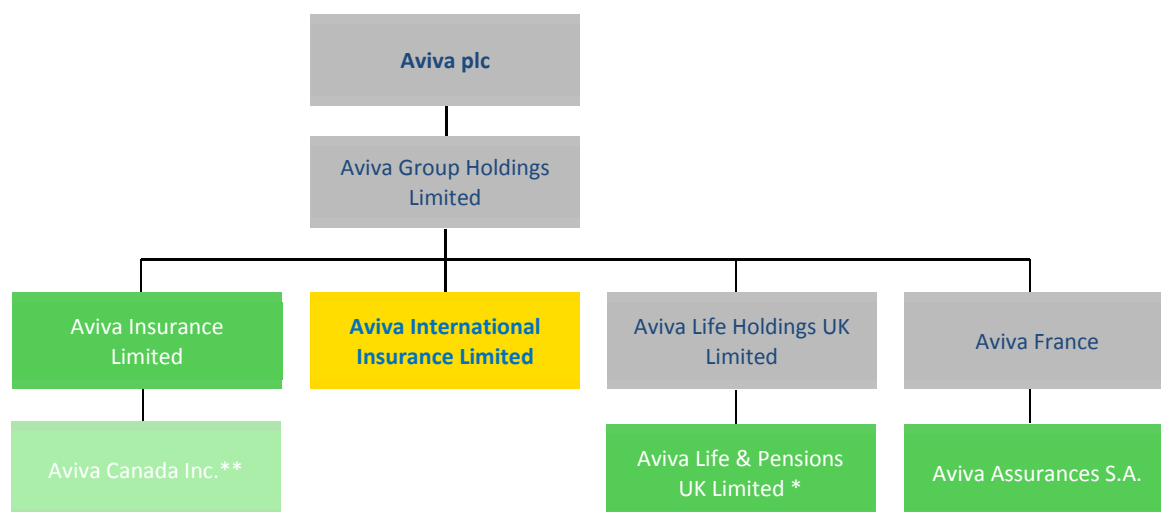 Aviva plc
Aviva Group Holdings
Limited
Aviva Insurance
Limited
Aviva International
Insurance Limited
Aviva Life Holdings UK
Limited
Aviva France
Aviva Canada Inc.**
Aviva Life & Pensions
UK Limited *
Aviva Assurances S.A.